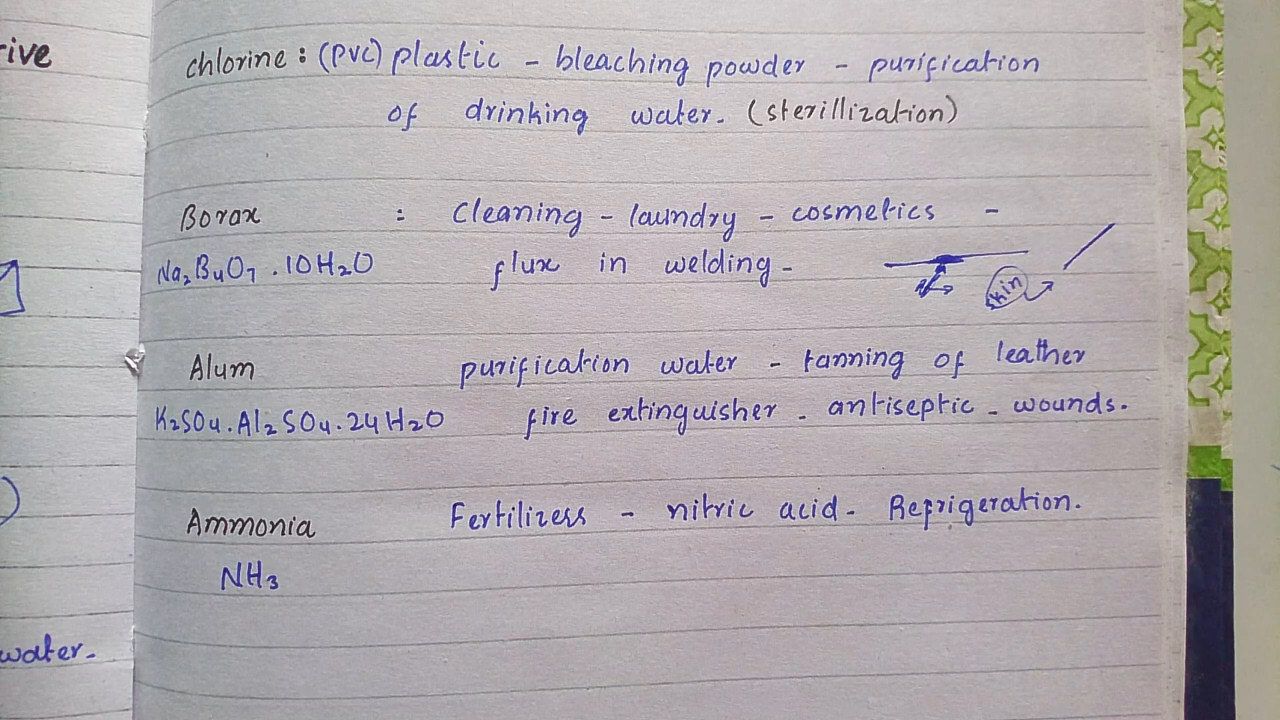 rive
chlorine : (PVC) plastic - bleaching powder - purification
of drinking water. (sterillization)
Borax : Cleaning - laundry - cosmetics -
Na₂B₄O₇ .10H₂O flux in welding -
skin
Alum purification water - tanning of leather
K₂SO₄.Al₂SO₄.24H₂O fire extinguisher - antiseptic - wounds.
Ammonia Fertilizess - nitric acid - Refrigeration.
NH₃
water-